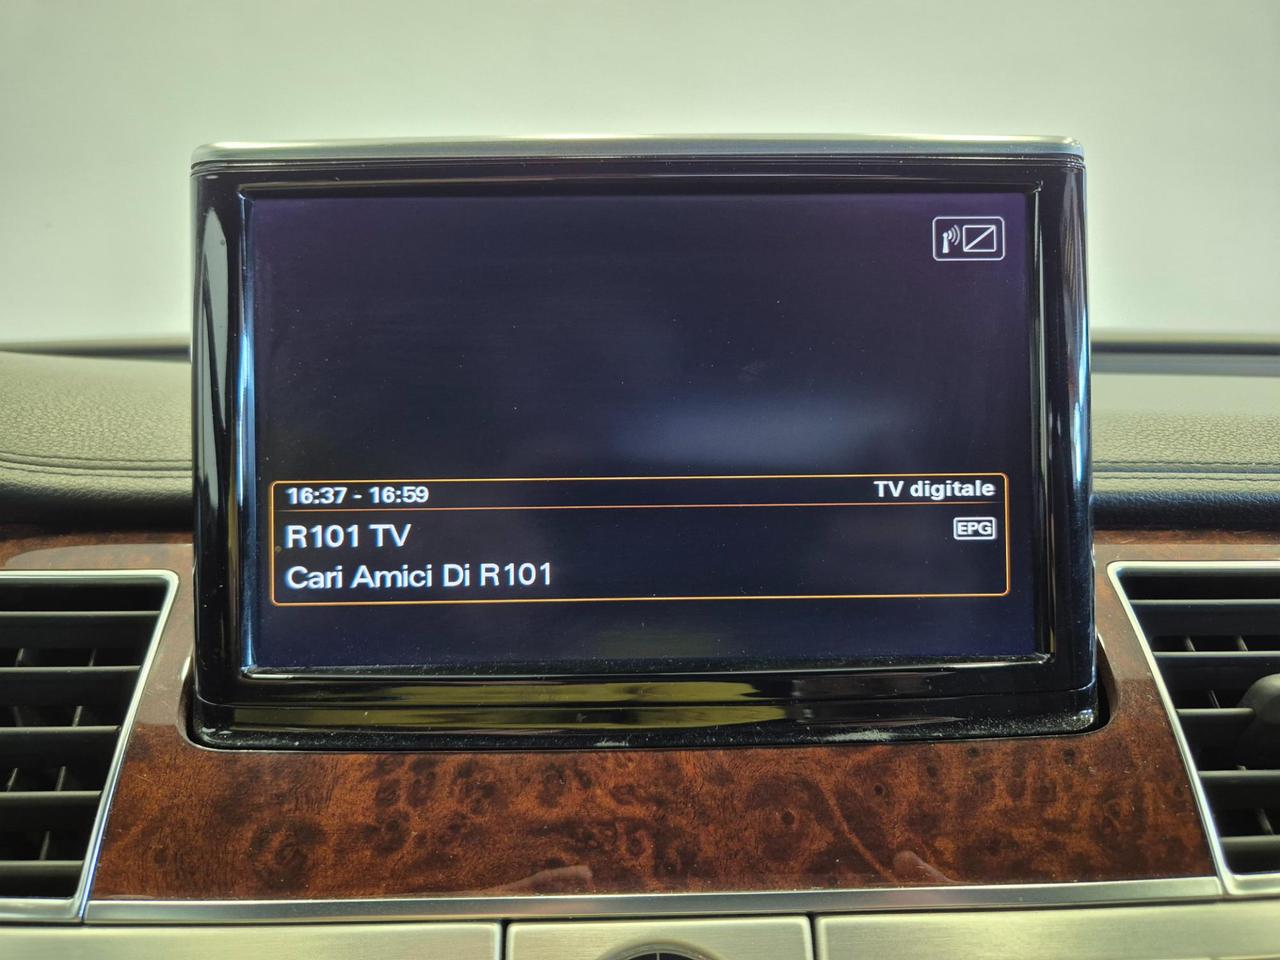 16:37 - 16:59 TV digitale
R101 TV EPG
Cari Amici Di R101